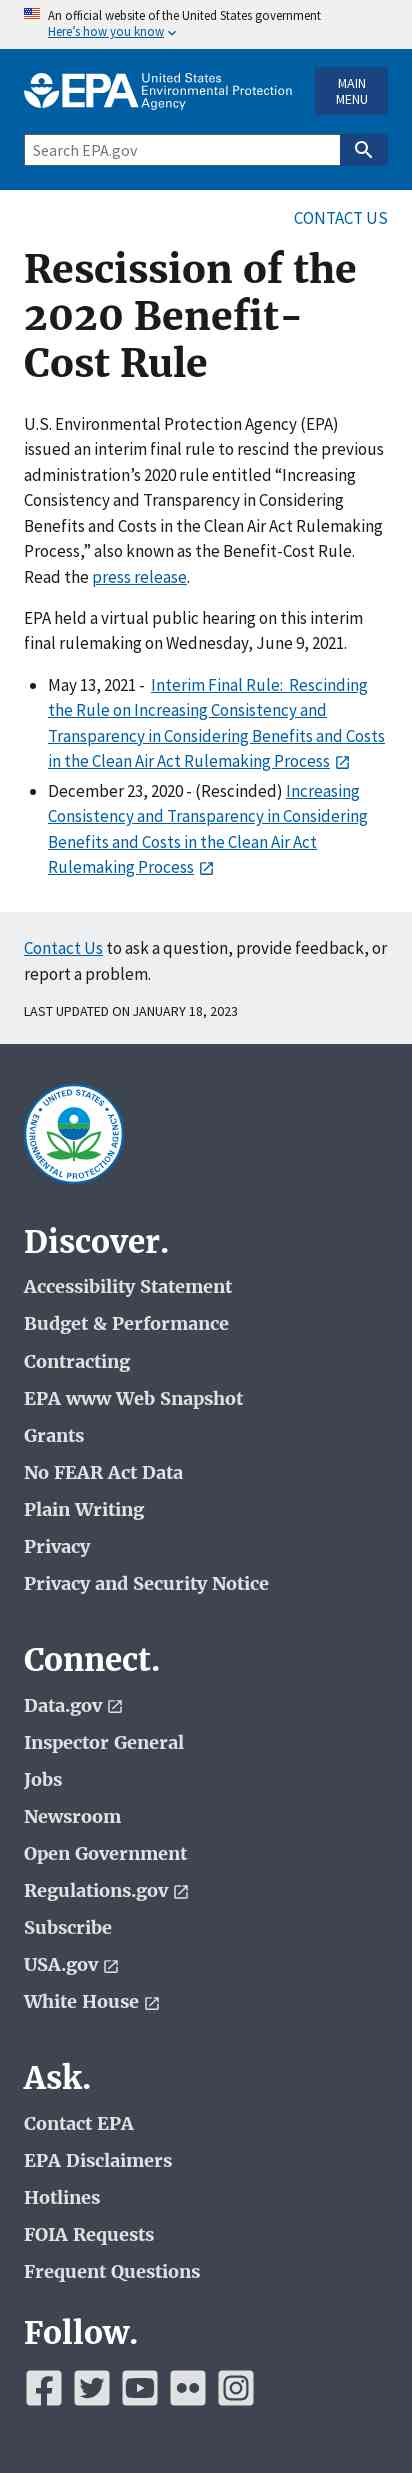 An official website of the United States government
Here's how you know
EPA United States
Environmental Protection
Agency
MAIN
MENU
Search EPA.gov
CONTACT US
Rescission of the
2020 Benefit-
Cost Rule
U.S. Environmental Protection Agency (EPA)
issued an interim final rule to rescind the previous
administration's 2020 rule entitled “Increasing
Consistency and Transparency in Considering
Benefits and Costs in the Clean Air Act Rulemaking
Process,” also known as the Benefit-Cost Rule.
Read the press release.
EPA held a virtual public hearing on this interim
final rulemaking on Wednesday, June 9, 2021.
• May 13, 2021 - Interim Final Rule: Rescinding
the Rule on Increasing Consistency and
Transparency in Considering Benefits and Costs
in the Clean Air Act Rulemaking Process
• December 23, 2020 - (Rescinded) Increasing
Consistency and Transparency in Considering
Benefits and Costs in the Clean Air Act
Rulemaking Process
Contact Us to ask a question, provide feedback, or
report a problem.
LAST UPDATED ON JANUARY 18, 2023
UNITED STATES
ENVIRONMENTAL PROTECTION AGENCY
Discover.
Accessibility Statement
Budget & Performance
Contracting
EPA www Web Snapshot
Grants
No FEAR Act Data
Plain Writing
Privacy
Privacy and Security Notice
Connect.
Data.gov
Inspector General
Jobs
Newsroom
Open Government
Regulations.gov
Subscribe
USA.gov
White House
Ask.
Contact EPA
EPA Disclaimers
Hotlines
FOIA Requests
Frequent Questions
Follow.